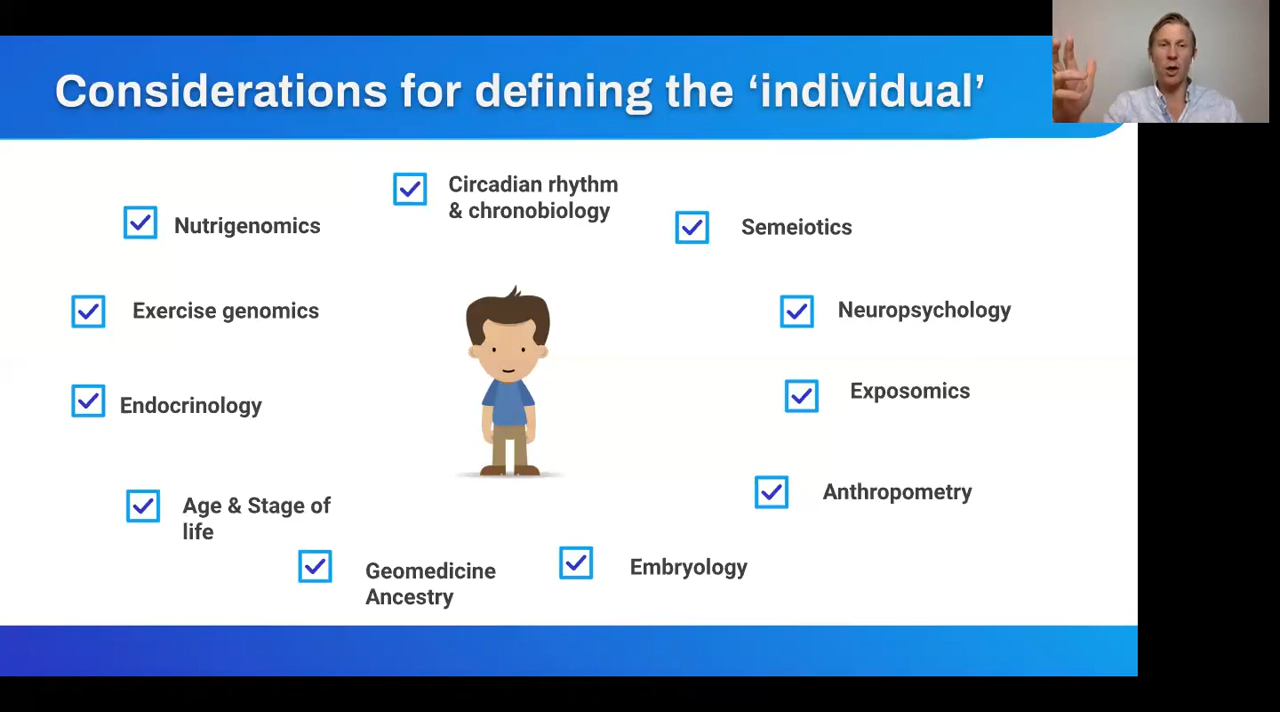 Considerations for defining the ‘individual’
Circadian rhythm
& chronobiology
Nutrigenomics
Semeiotics
Exercise genomics
Neuropsychology
Endocrinology
Exposomics
Age & Stage of
life
Anthropometry
Geomedicine
Ancestry
Embryology